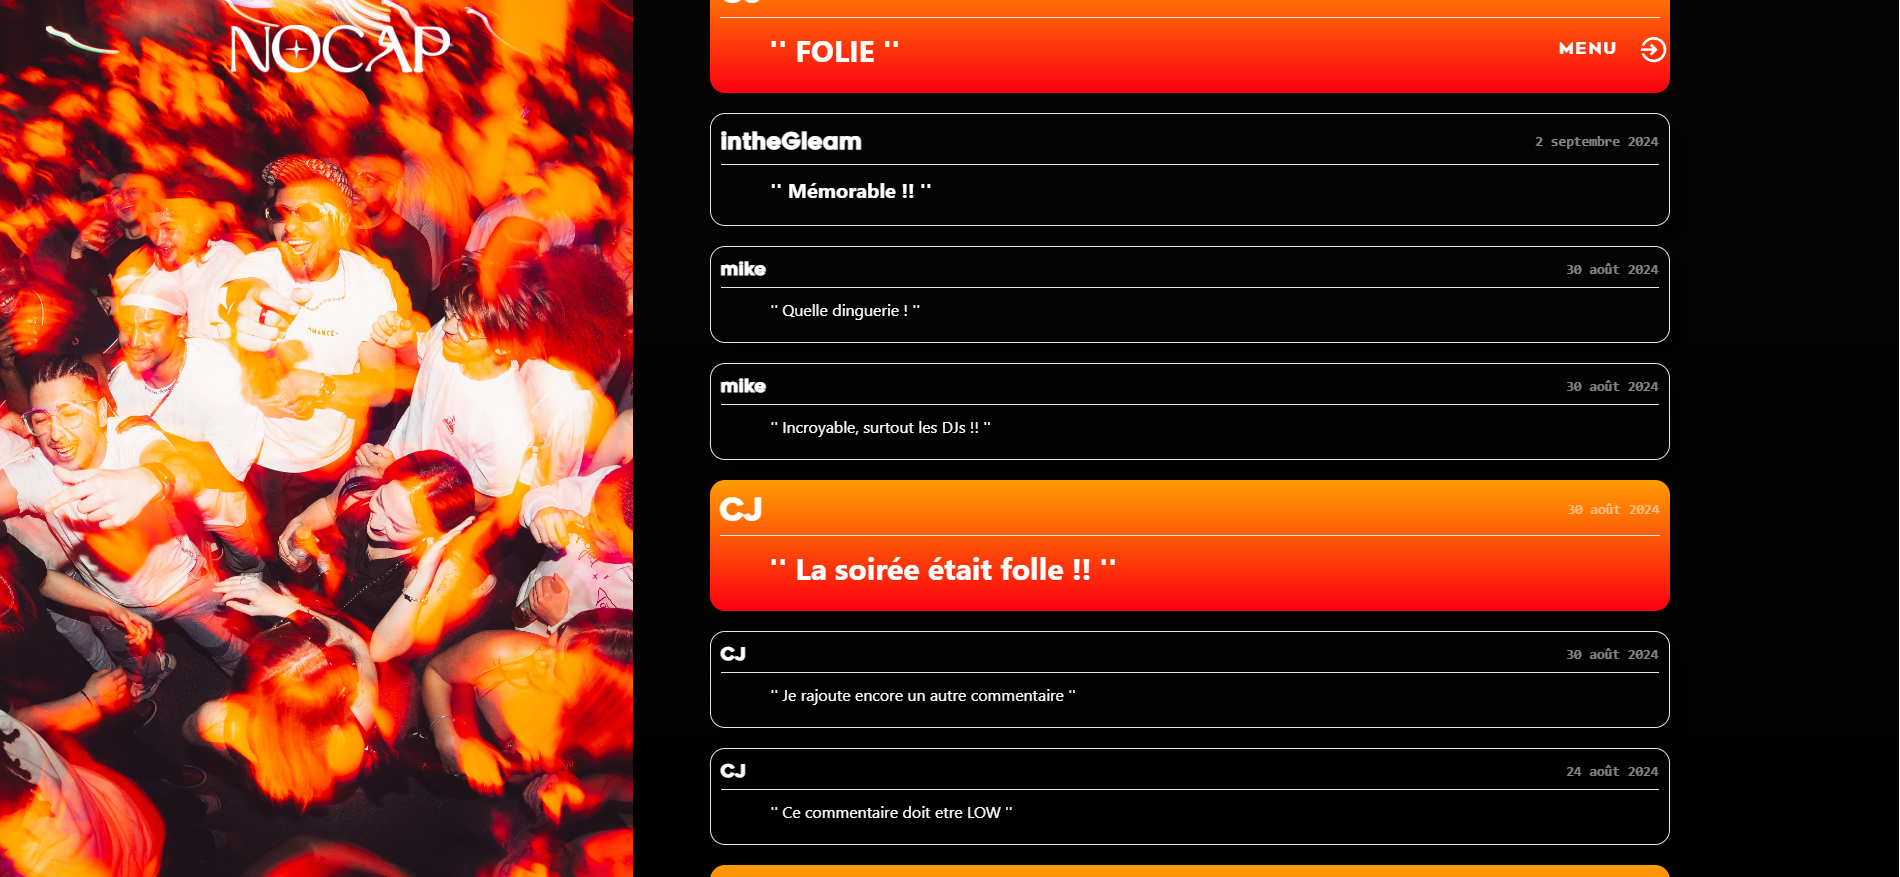 NOCAP
" FOLIE "
MENU
intheGleam
2 septembre 2024
" Mémorable !! "
mike
30 août 2024
" Quelle dinguerie ! "
mike
30 août 2024
" Incroyable, surtout les DJs !! "
CJ
30 août 2024
" La soirée était folle !! "
CJ
30 août 2024
" Je rajoute encore un autre commentaire "
CJ
24 août 2024
" Ce commentaire doit etre LOW "